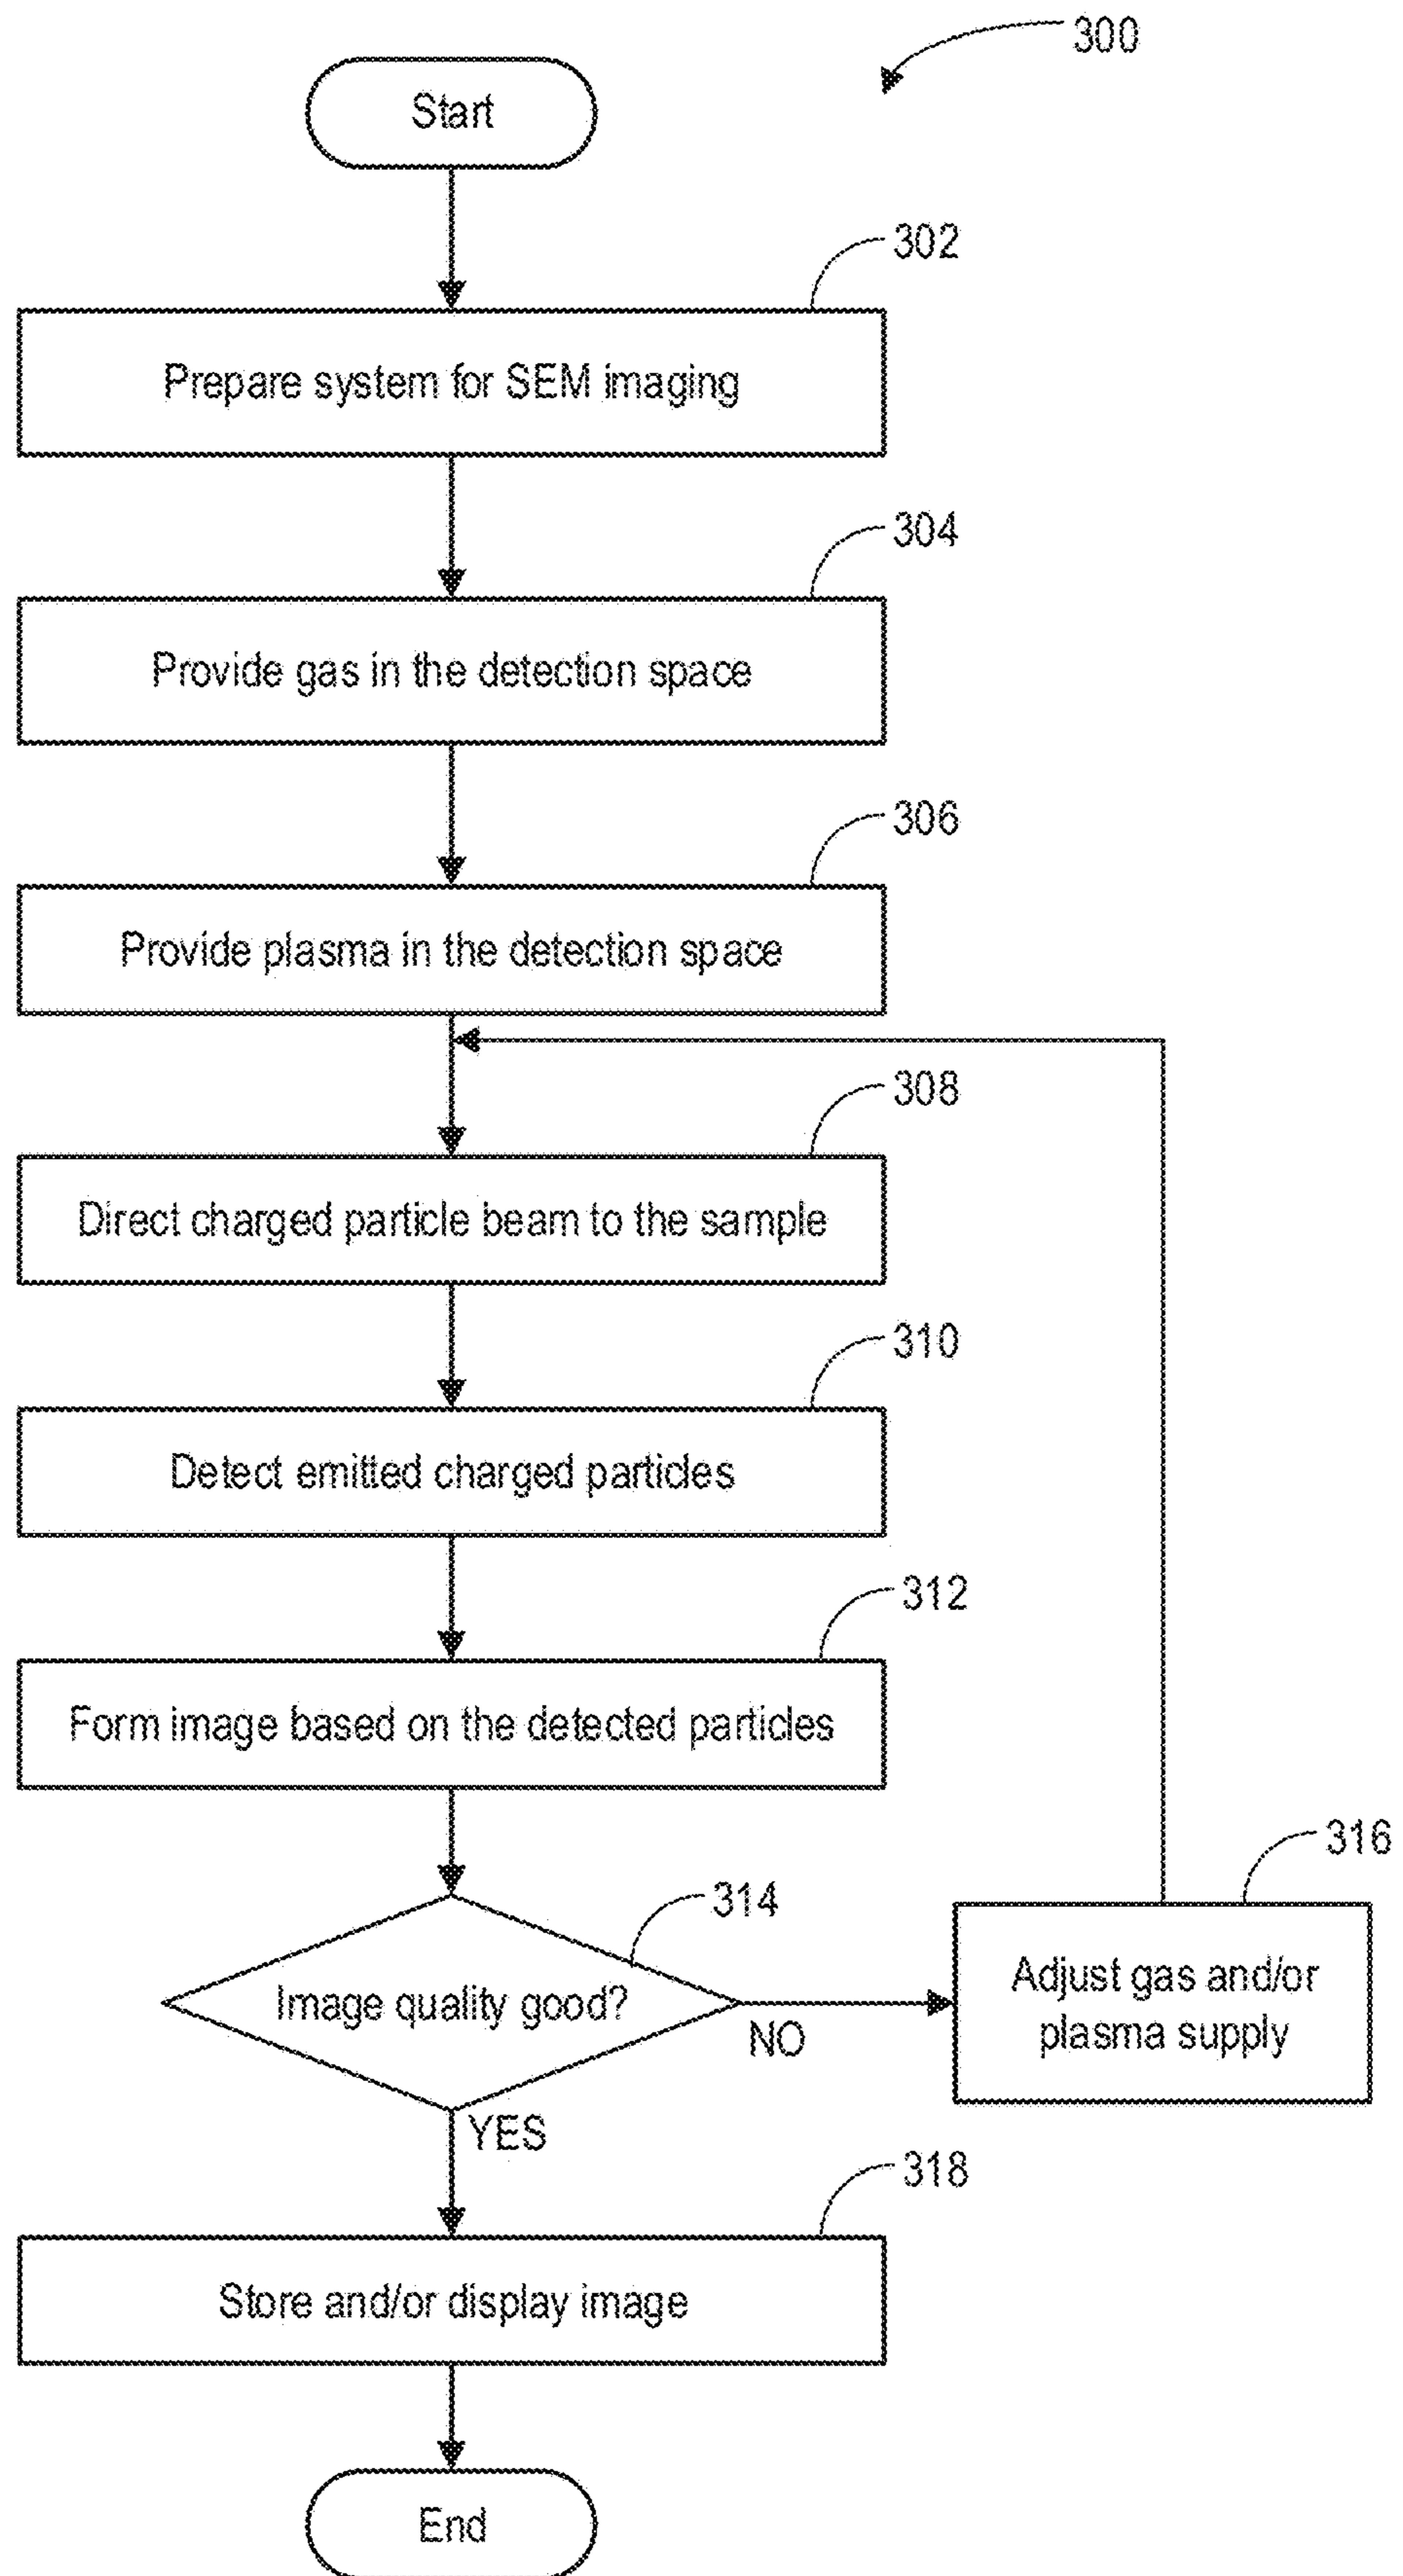 300
Start
302
Prepare system for SEM imaging
304
Provide gas in the detection space
306
Provide plasma in the detection space
308
Direct charged particle beam to the sample
310
Detect emitted charged particles
312
Form image based on the detected particles
314
Image quality good?
NO
316
Adjust gas and/or
plasma supply
YES
318
Store and/or display image
End